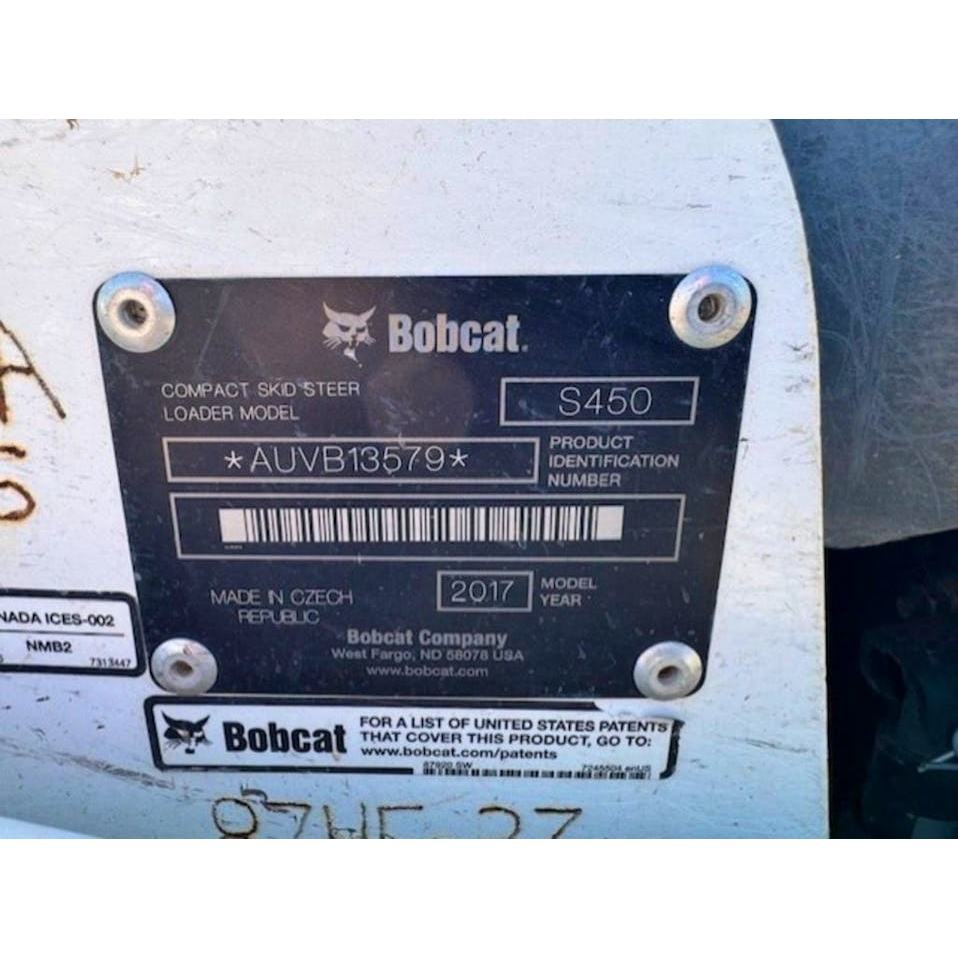 Bobcat.
COMPACT SKID STEER
LOADER MODEL
S450
*AUVB13579*
PRODUCT
IDENTIFICATION
NUMBER
MADE IN CZECH
REPUBLIC
2017
MODEL
YEAR
Bobcat Company
West Fargo, ND 58078 USA
www.bobcat.com
NADA ICES-002
NMB2
7313447
Bobcat
FOR A LIST OF UNITED STATES PATENTS
THAT COVER THIS PRODUCT, GO TO:
www.bobcat.com/patents
7245504 enUS